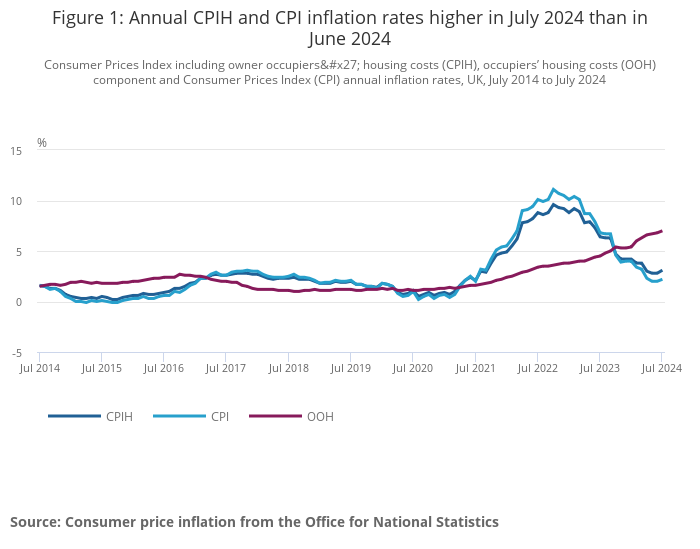 Figure 1: Annual CPIH and CPI inflation rates higher in July 2024 than in
June 2024
Consumer Prices Index including owner occupiers&#x27; housing costs (CPIH), occupiers’ housing costs (OOH)
component and Consumer Prices Index (CPI) annual inflation rates, UK, July 2014 to July 2024
%
15
10
5
0
-5
Jul 2014 Jul 2015 Jul 2016 Jul 2017 Jul 2018 Jul 2019 Jul 2020 Jul 2021 Jul 2022 Jul 2023 Jul 2024
CPIH CPI OOH
Source: Consumer price inflation from the Office for National Statistics